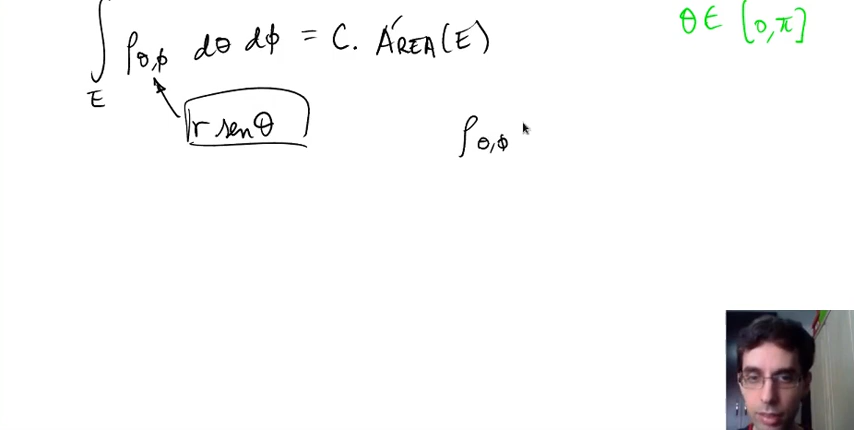 θ ∈ [0, π]
∫_E ρ_{θ,φ} dθ dφ = C. ÁREA(E)
r sen θ
ρ_{θ,φ}